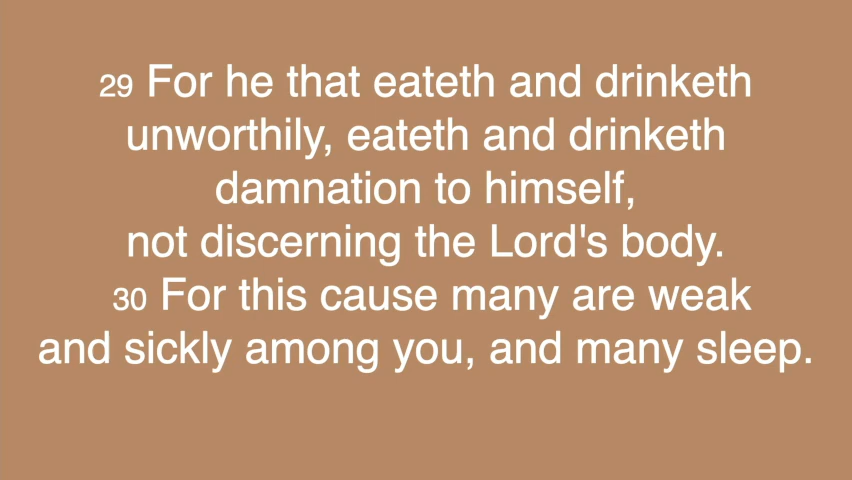 29 For he that eateth and drinketh
unworthily, eateth and drinketh
damnation to himself,
not discerning the Lord's body.
30 For this cause many are weak
and sickly among you, and many sleep.